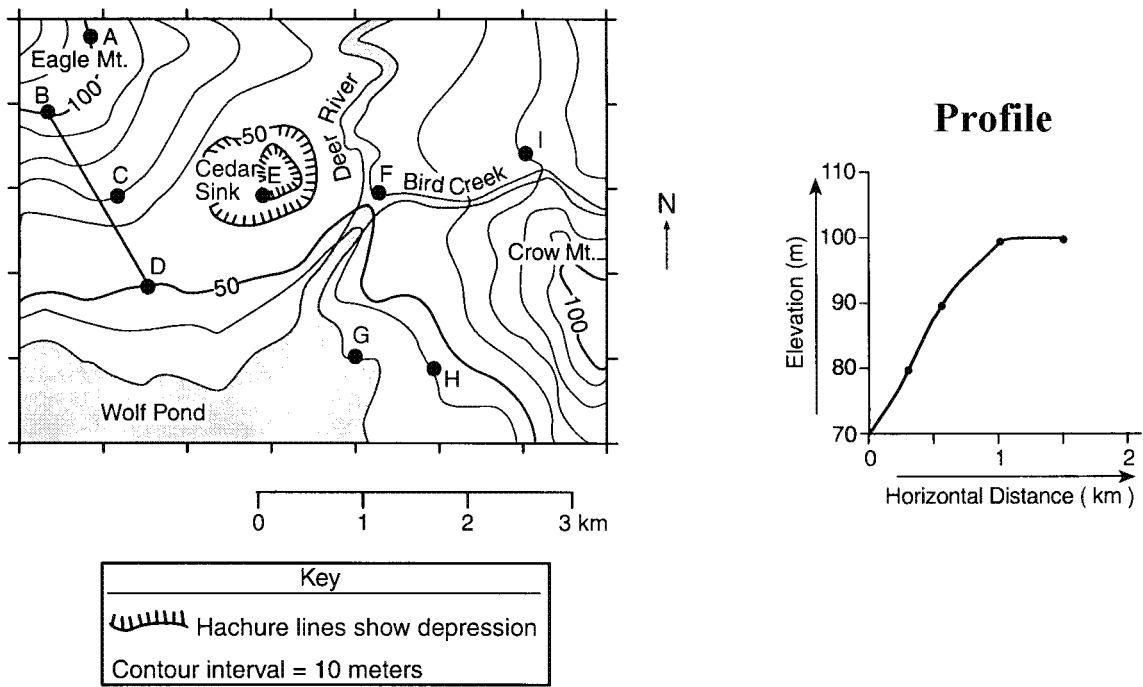 A
Eagle Mt.
B
100
50
Deer River
I
C
Cedar
Sink
E
F
Bird Creek
D
50
Crow Mt.
100
G
H
Wolf Pond
N
0 1 2 3 km
Key
Hachure lines show depression
Contour interval = 10 meters
Profile
110
100
90
80
70
Elevation (m)
0 1 2
Horizontal Distance ( km )